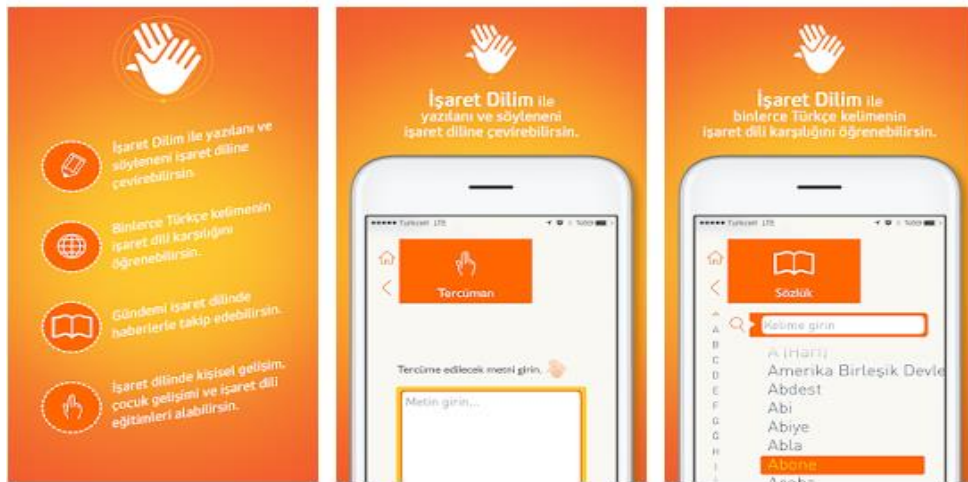 İşaret Dilim ile yazılanı ve
söyleneni işaret diline
çevirebilirsin.
Binlerce Türkçe kelimenin
işaret dili karşılığını
öğrenebilirsin.
Gündemi işaret dilinde
haberlerle takip edebilirsin.
İşaret dilinde kişisel gelişim,
çocuk gelişimi ve işaret dili
eğitimleri alabilirsin.
İşaret Dilim ile
yazılanı ve söyleneni
işaret diline çevirebilirsin.
Turkcell LTE
Tercüman
Tercüme edilecek metni girin.
Metin girin...
İşaret Dilim ile
binlerce Türkçe kelimenin
işaret dili karşılığını öğrenebilirsin.
Turkcell LTE
Sözlük
Kelime girin
A (Harf)
Amerika Birleşik Devle
Abdest
Abi
Abiye
Abla
Abone
A
B
C
D
E
F
G
Ğ
H
I